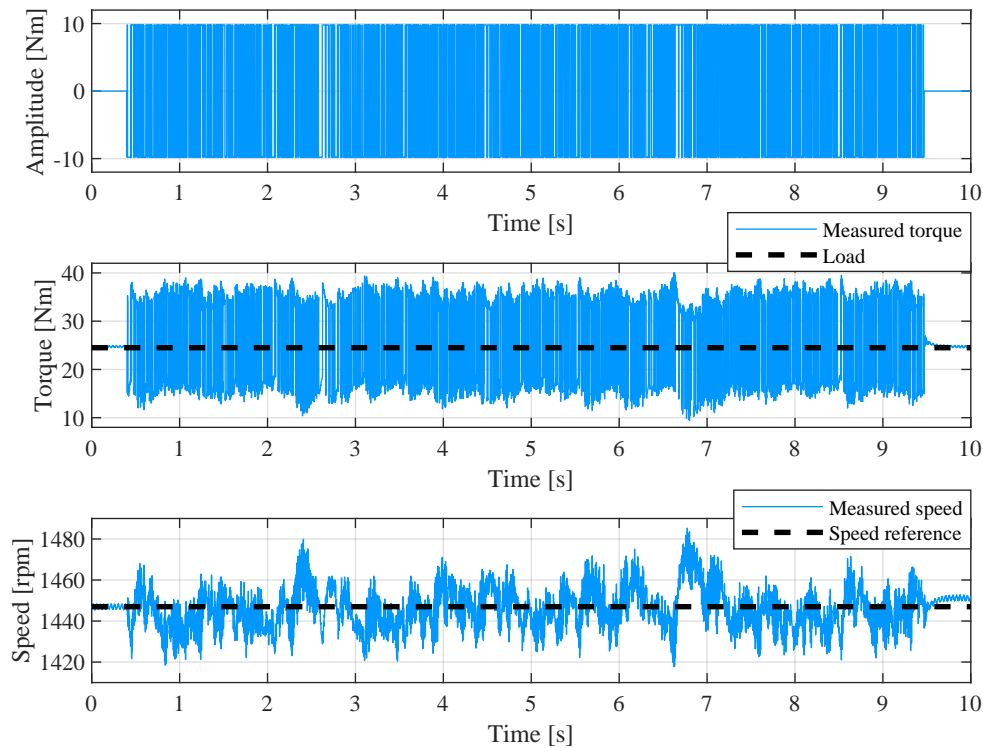 10
0
-10
Amplitude [Nm]
0 1 2 3 4 5 6 7 8 9 10
Time [s]
Measured torque
Load
40
30
20
10
Torque [Nm]
0 1 2 3 4 5 6 7 8 9 10
Time [s]
Measured speed
Speed reference
1480
1460
1440
1420
Speed [rpm]
0 1 2 3 4 5 6 7 8 9 10
Time [s]